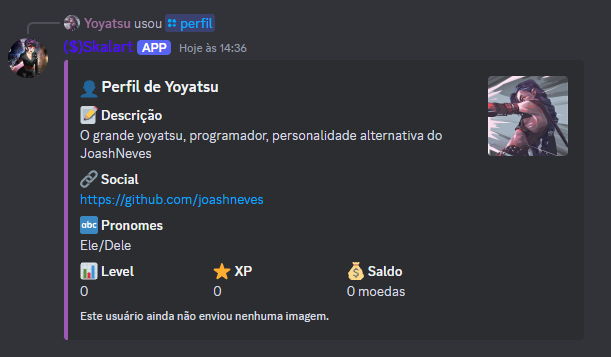 Yoyatsu usou perfil
($)Skalart APP Hoje às 14:36
Perfil de Yoyatsu
Descrição
O grande yoyatsu, programador, personalidade alternativa do
JoashNeves
Social
https://github.com/joashneves
abc Pronomes
Ele/Dele
Level XP Saldo
0 0 0 moedas
Este usuário ainda não enviou nenhuma imagem.